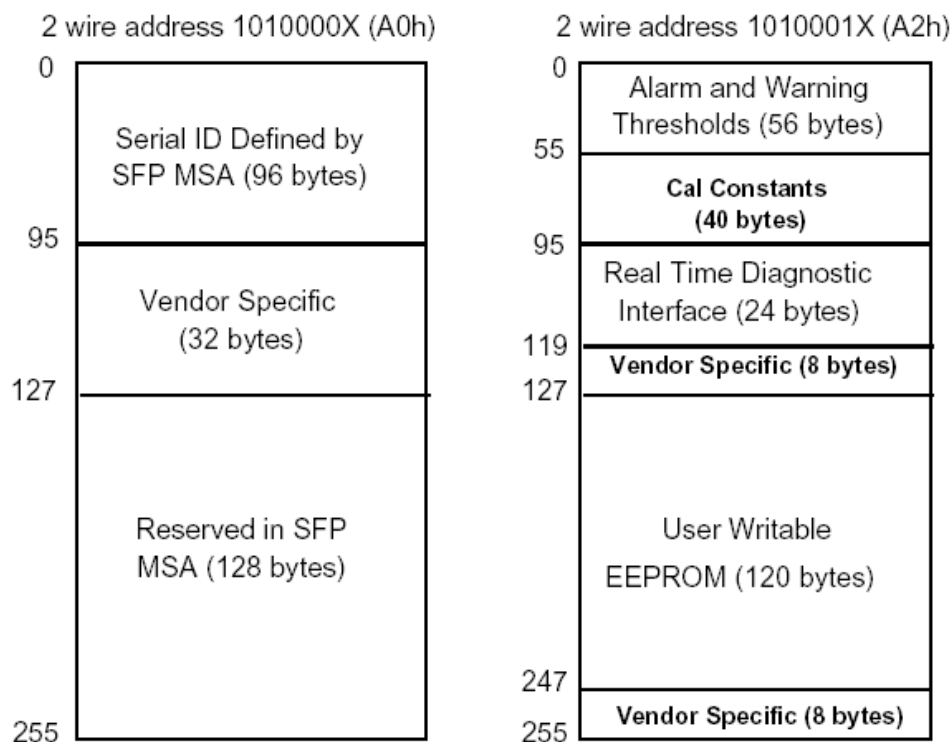 2 wire address 1010000X (A0h)
0
Serial ID Defined by
SFP MSA (96 bytes)
95
Vendor Specific
(32 bytes)
127
Reserved in SFP
MSA (128 bytes)
255
2 wire address 1010001X (A2h)
0
Alarm and Warning
Thresholds (56 bytes)
55
Cal Constants
(40 bytes)
95
Real Time Diagnostic
Interface (24 bytes)
119
Vendor Specific (8 bytes)
127
User Writable
EEPROM (120 bytes)
247
Vendor Specific (8 bytes)
255